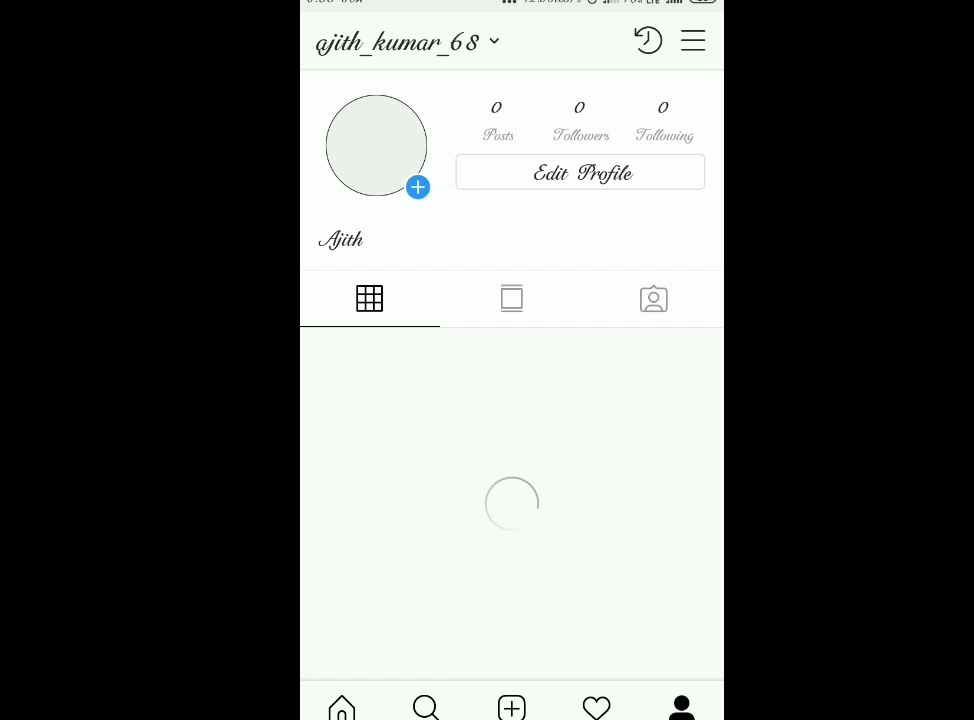 ajith_kumar_68
0 0 0
Posts Followers Following
Edit Profile
Ajith